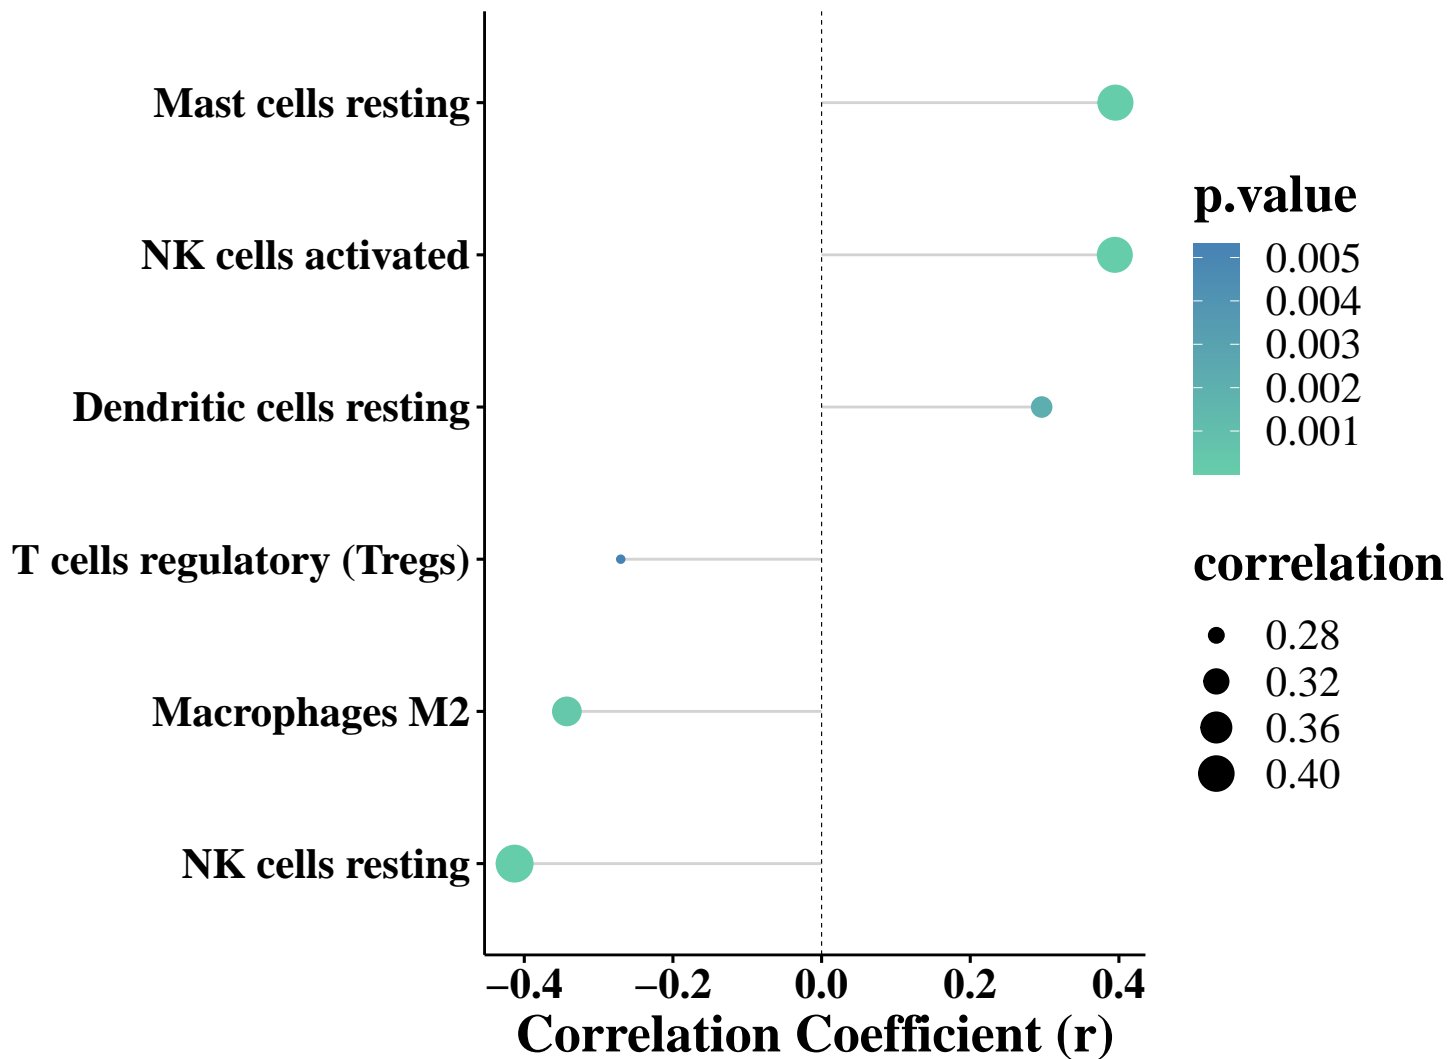 Mast cells resting
NK cells activated
Dendritic cells resting
T cells regulatory (Tregs)
Macrophages M2
NK cells resting
−0.4
−0.2
0.0
0.2
0.4
Correlation Coefficient (r)
p.value
0.005
0.004
0.003
0.002
0.001
correlation
0.28
0.32
0.36
0.40